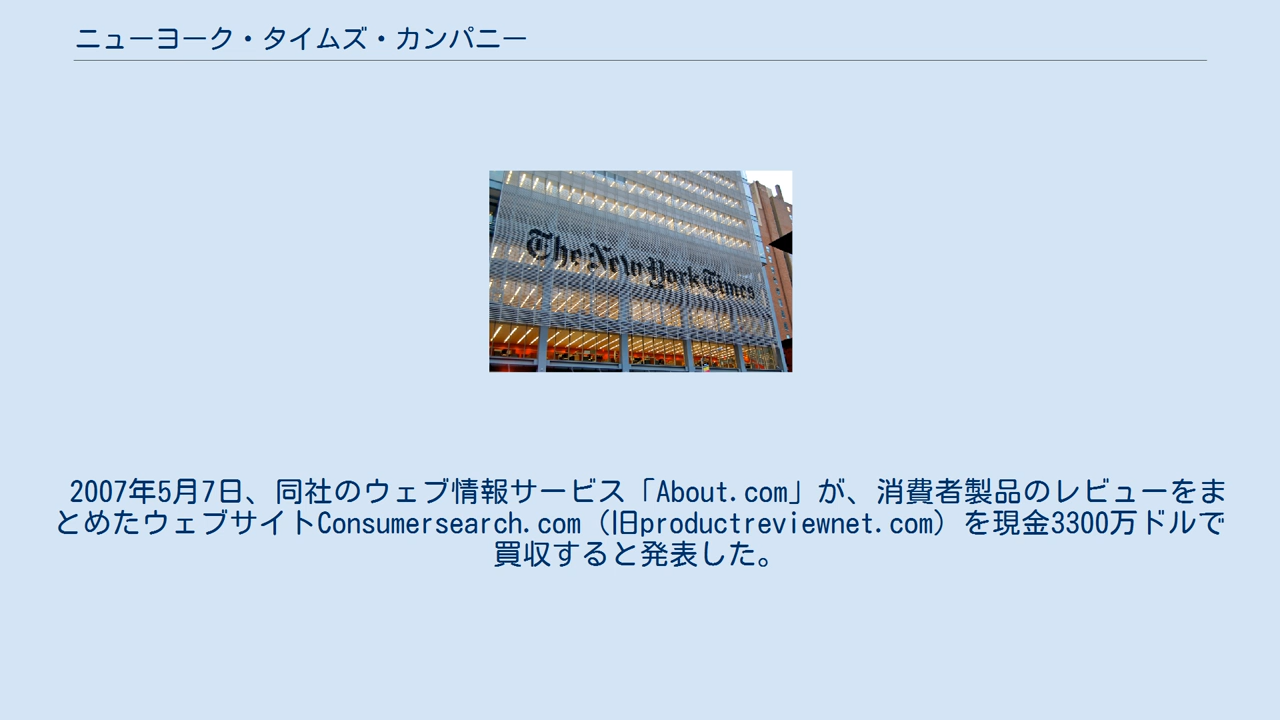 ニューヨーク・タイムズ・カンパニー
The New York Times
2007年5月7日、同社のウェブ情報サービス「About.com」が、消費者製品のレビューをま
とめたウェブサイトConsumersearch.com（旧productreviewnet.com）を現金3300万ドルで
買収すると発表した。